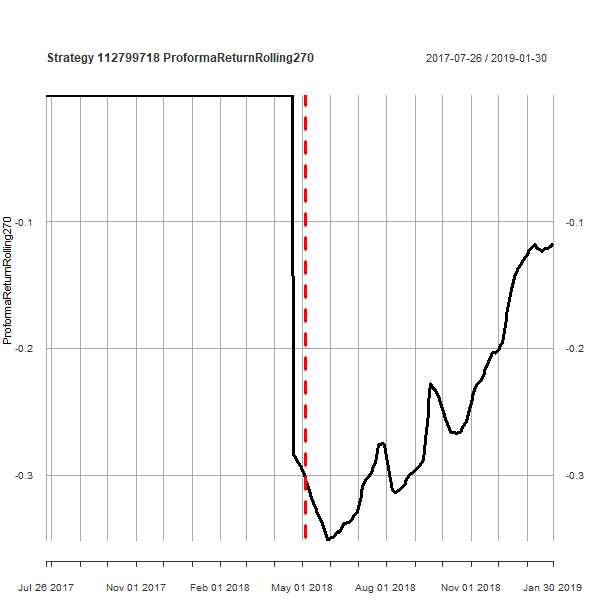 Strategy 112799718 ProformaReturnRolling270
2017-07-26 / 2019-01-30
ProformaReturnRolling270
-0.1
-0.1
-0.2
-0.2
-0.3
-0.3
Jul 26 2017
Nov 01 2017
Feb 01 2018
May 01 2018
Aug 01 2018
Nov 01 2018
Jan 30 2019